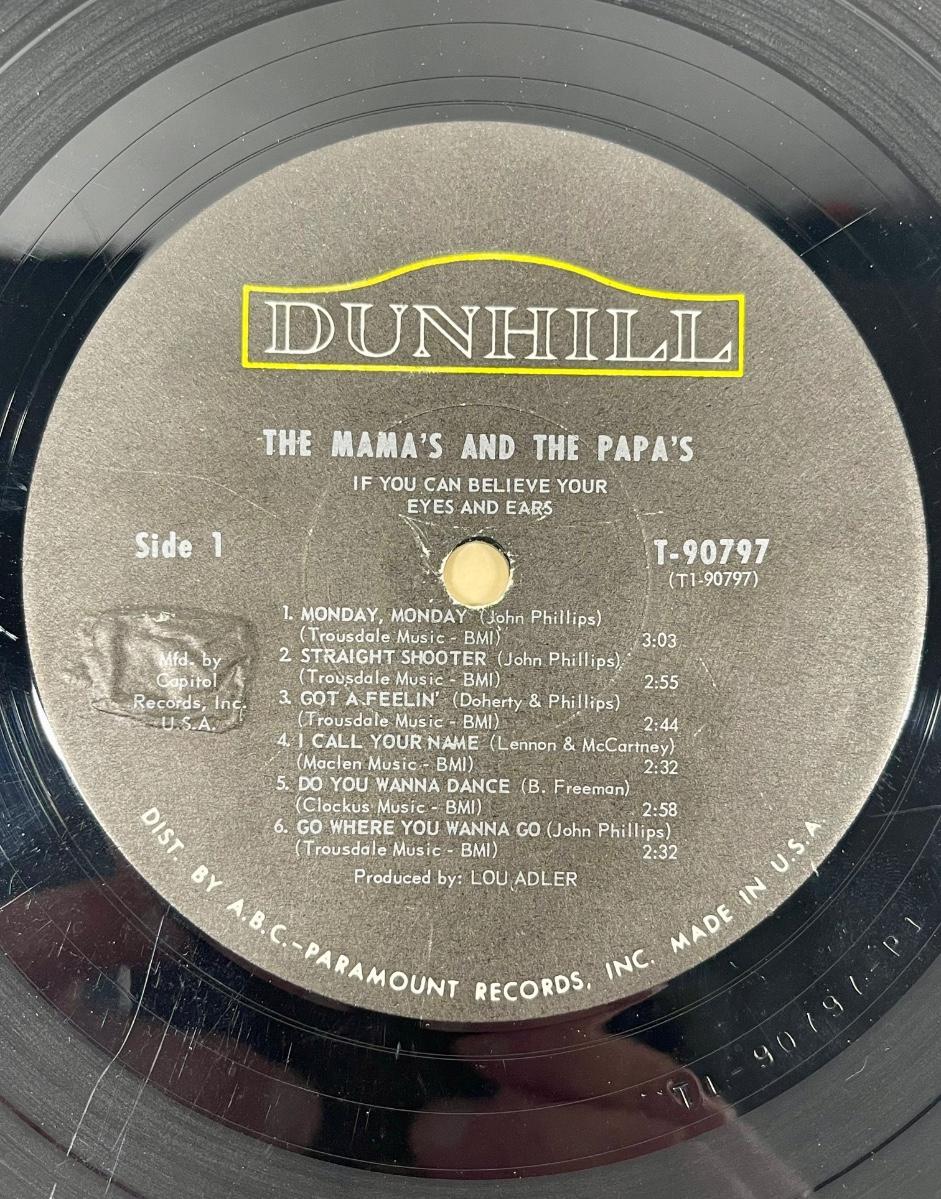 DUNHILL
THE MAMA'S AND THE PAPA'S
IF YOU CAN BELIEVE YOUR
EYES AND EARS
Side 1
T-90797
(T1-90797)
1. MONDAY, MONDAY (John Phillips)
(Trousdale Music - BMI) 3:03
2. STRAIGHT SHOOTER (John Phillips)
(Trousdale Music - BMI) 2:55
3. GOT A FEELIN' (Doherty & Phillips)
(Trousdale Music - BMI) 2:44
4. I CALL YOUR NAME (Lennon & McCartney)
(Maclen Music - BMI) 2:32
5. DO YOU WANNA DANCE (B. Freeman)
(Clockus Music - BMI) 2:58
6. GO WHERE YOU WANNA GO (John Phillips)
(Trousdale Music - BMI) 2:32
Produced by: LOU ADLER
Mfd. by
Capitol
Records, Inc.
U.S.A.
DIST. BY A.B.C.-PARAMOUNT RECORDS, INC. MADE IN U.S.A.
T1-90797-P1